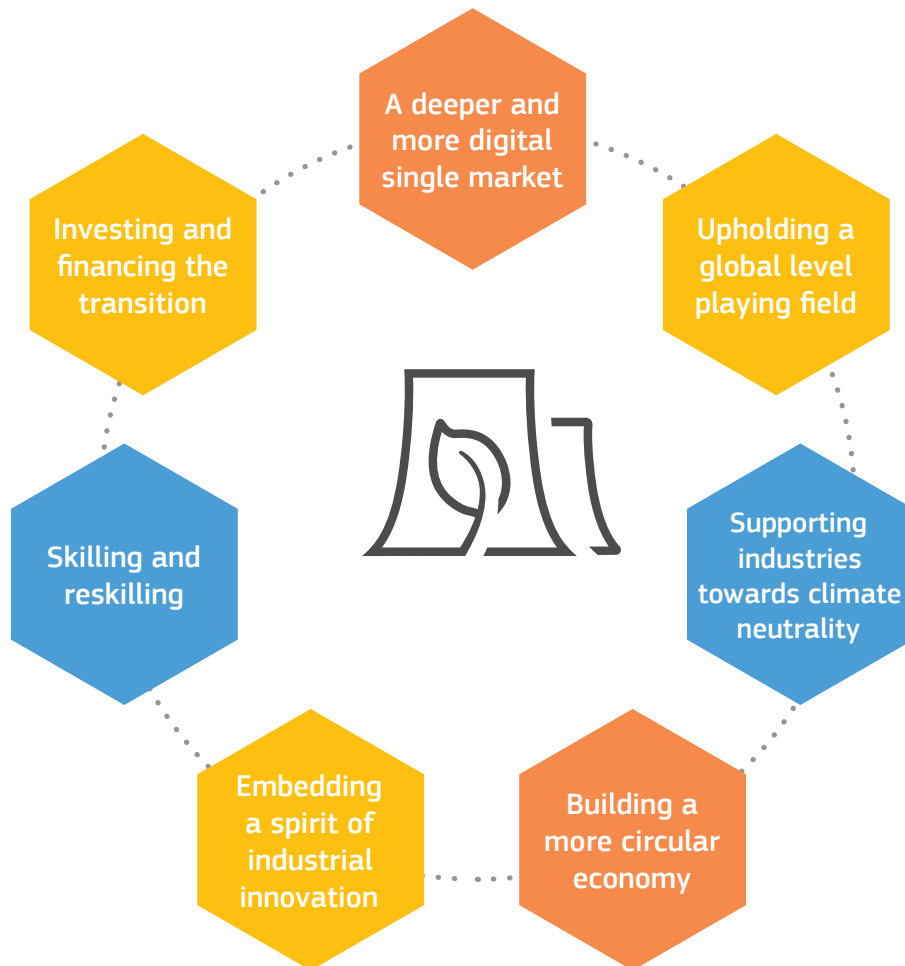 A deeper and
more digital
single market
Upholding a
global level
playing field
Supporting
industries
towards climate
neutrality
Building a
more circular
economy
Embedding
a spirit of
industrial
innovation
Skilling and
reskilling
Investing and
financing the
transition